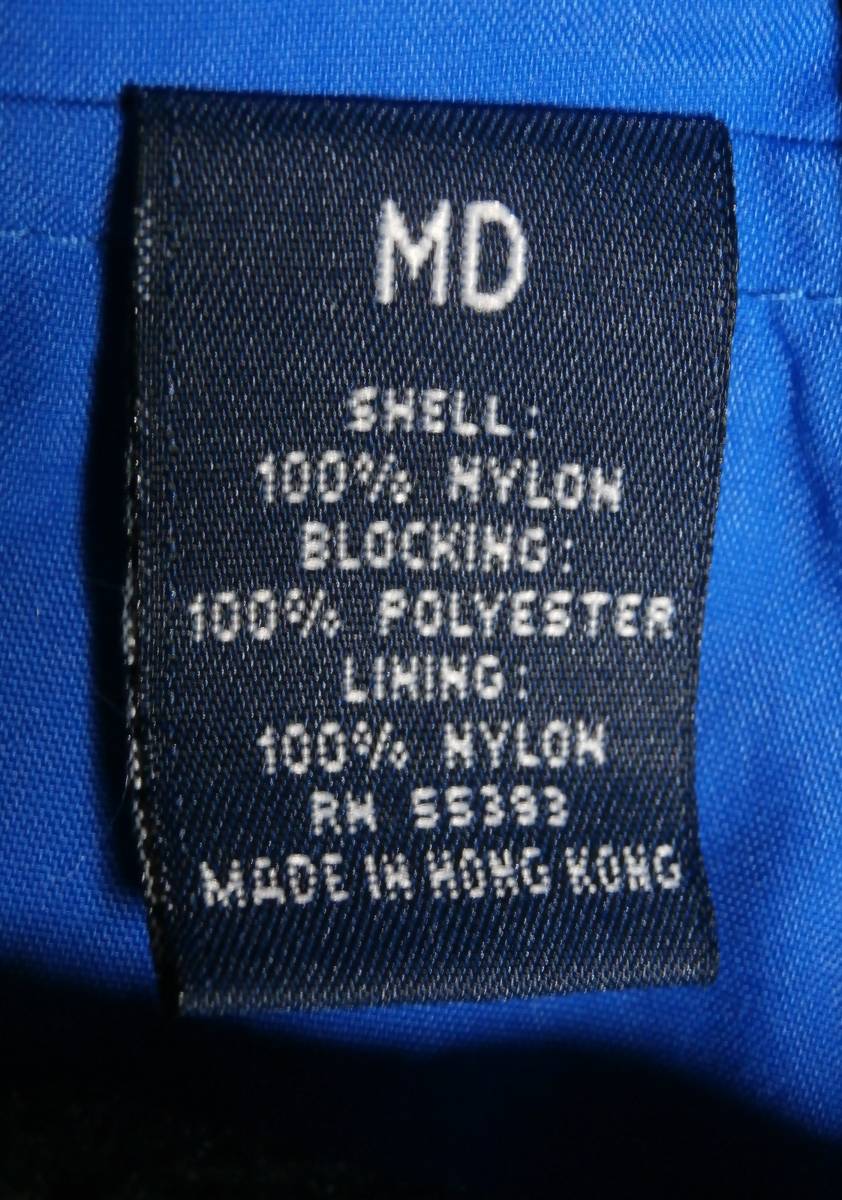 MD
SHELL:
100% NYLON
BLOCKING:
100% POLYESTER
LINING:
100% NYLON
RN 55393
MADE IN HONG KONG